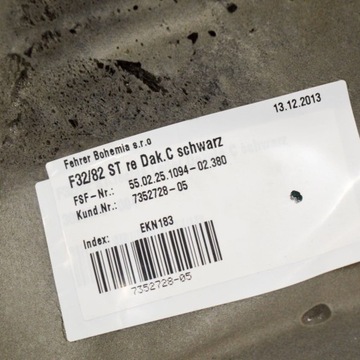 13.12.2013
Fehrer Bohemia s.r.o
F32/82 ST re Dak.C schwarz
FSF-Nr.: 55.02.25.1094-02.380
Kund.Nr.: 7352728-05
Index: EKN183
7352728-05